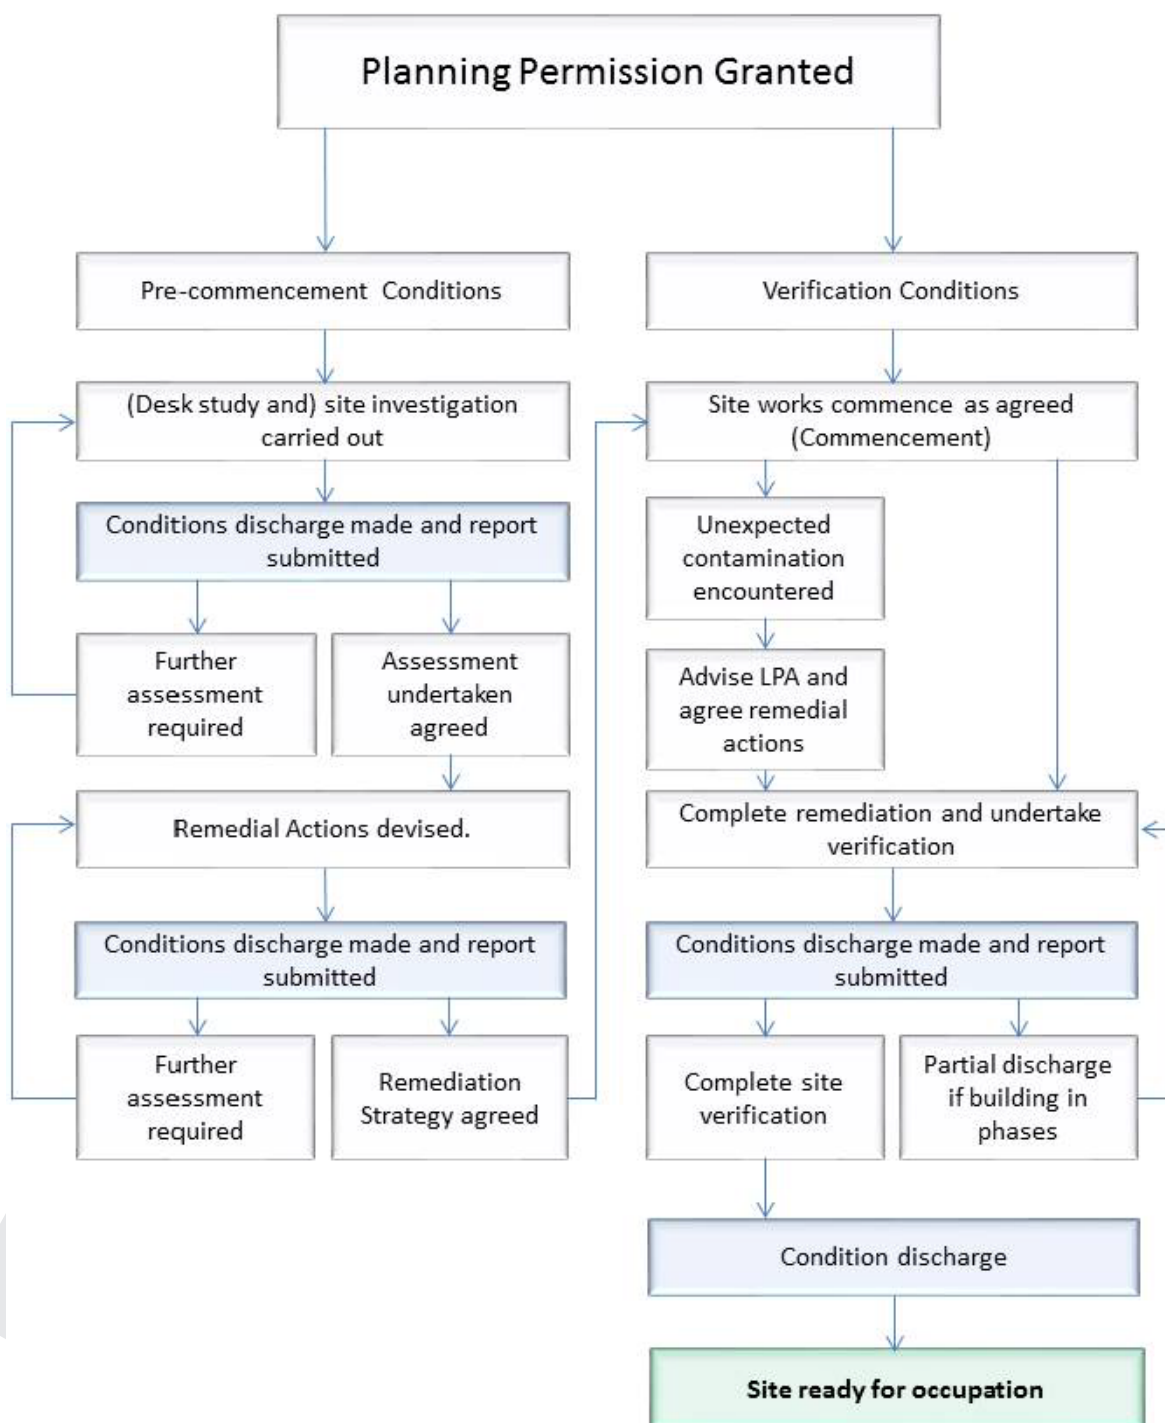 Planning Permission Granted
Pre-commencement Conditions
(Desk study and) site investigation
carried out
Conditions discharge made and report
submitted
Further
assessment
required
Assessment
undertaken
agreed
Remedial Actions devised.
Conditions discharge made and report
submitted
Further
assessment
required
Remediation
Strategy agreed
Verification Conditions
Site works commence as agreed
(Commencement)
Unexpected
contamination
encountered
Advise LPA and
agree remedial
actions
Complete remediation and undertake
verification
Conditions discharge made and report
submitted
Complete site
verification
Partial discharge
if building in
phases
Condition discharge
Site ready for occupation